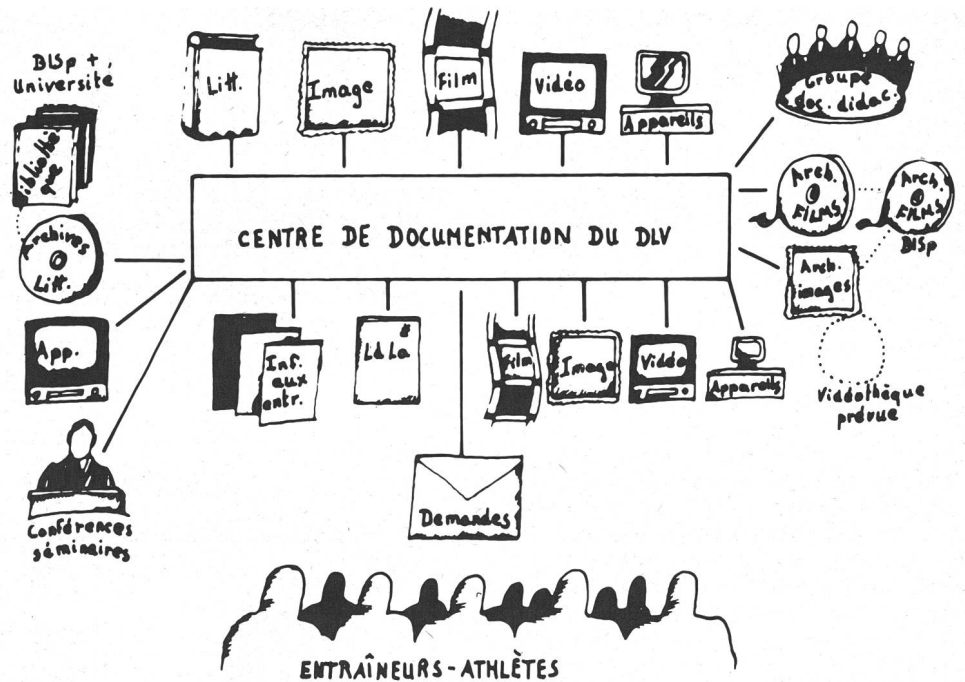 BISp +
Université
Bibliothè
que
Archives
Litt.
App.
Conférences
séminaires
Litt.
Image
Film
Vidéo
Appareils
Groupe
doc. didac.
Arch.
FILMS
Arch.
FILMS
BISp
Arch.
images
Vidéothèque
prévue
CENTRE DE DOCUMENTATION DU DLV
Inf.
aux
entr.
LdLa
Film
Image
Vidéo
Appareils
Demandes
ENTRAÎNEURS-ATHLÈTES